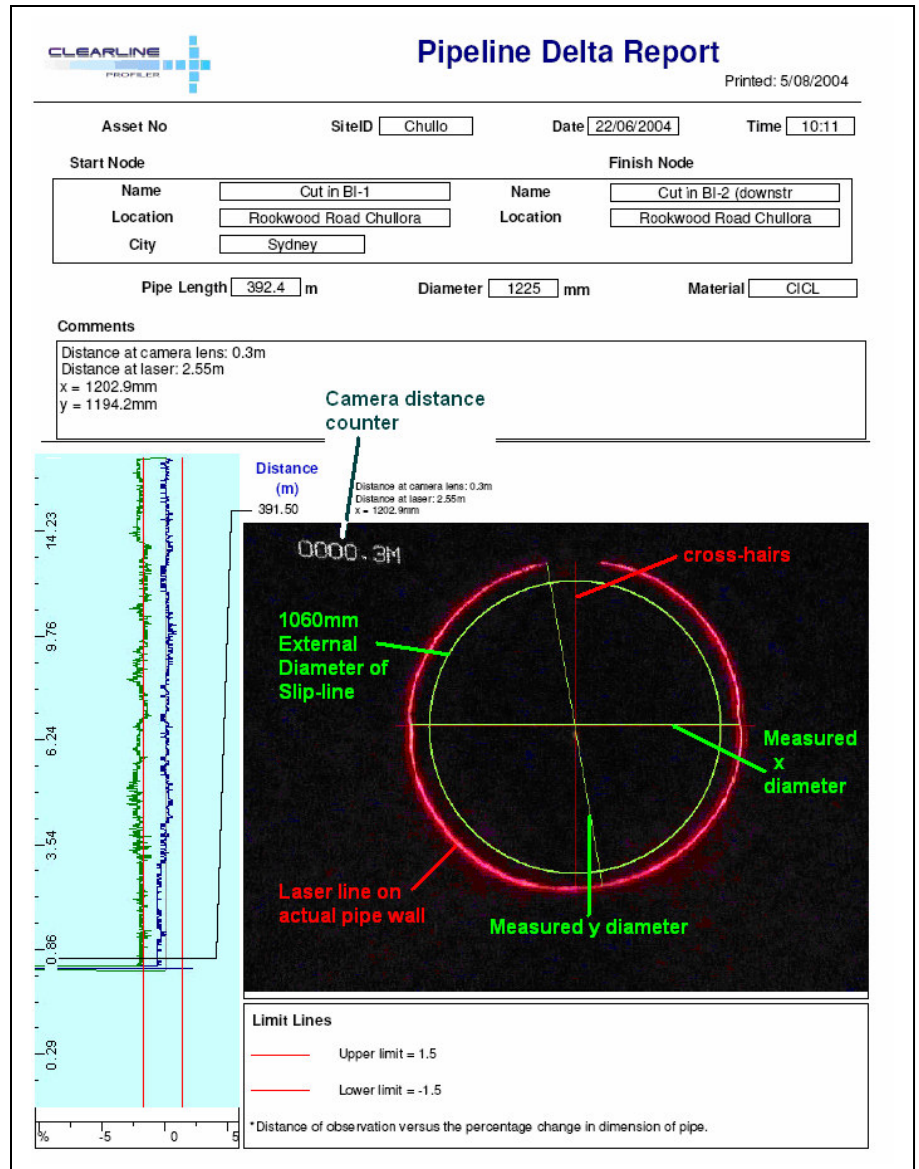 CLEARLINE
PROFILER
Pipeline Delta Report
Printed: 5/08/2004
Asset No SiteID Chullo Date 22/06/2004 Time 10:11
Start Node Finish Node
Name Cut in BI-1 Name Cut in BI-2 (downstr
Location Rookwood Road Chullora Location Rookwood Road Chullora
City Sydney
Pipe Length 392.4 m Diameter 1225 mm Material CICL
Comments
Distance at camera lens: 0.3m
Distance at laser: 2.55m
x = 1202.9mm
y = 1194.2mm
Camera distance
counter
Distance
(m)
391.50
Distance at camera lens: 0.3m
Distance at laser: 2.55m
x = 1202.9mm
0000.3M
cross-hairs
1060mm
External
Diameter of
Slip-line
Measured
x
diameter
Laser line on
actual pipe wall
Measured y diameter
14.23
9.76
6.24
3.54
0.86
0.29
% -5 0 5
Limit Lines
Upper limit = 1.5
Lower limit = -1.5
*Distance of observation versus the percentage change in dimension of pipe.